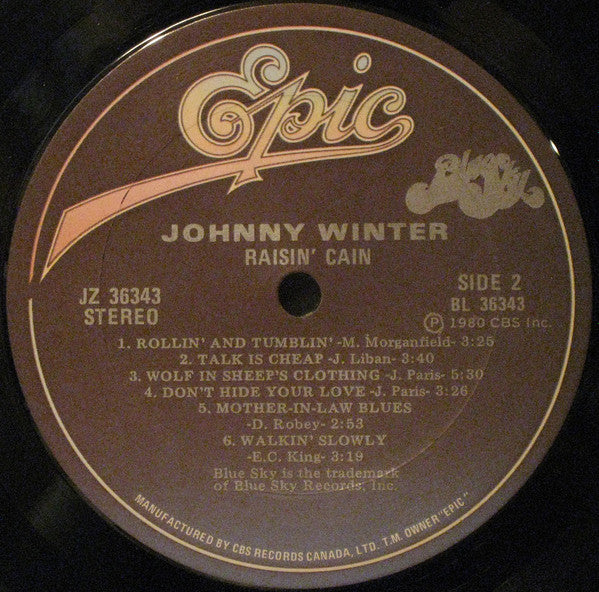 Epic
Blue Sky
JOHNNY WINTER
RAISIN' CAIN
JZ 36343
STEREO
SIDE 2
BL 36343
℗ 1980 CBS Inc.
1. ROLLIN' AND TUMBLIN' -M. Morganfield- 3:25
2. TALK IS CHEAP -J. Liban- 3:40
3. WOLF IN SHEEP'S CLOTHING -J. Paris- 5:30
4. DON'T HIDE YOUR LOVE -J. Paris- 3:26
5. MOTHER-IN-LAW BLUES
-D. Robey- 2:53
6. WALKIN' SLOWLY
-E.C. King- 3:19
Blue Sky is the trademark
of Blue Sky Records, Inc.
MANUFACTURED BY CBS RECORDS CANADA, LTD. T.M. OWNER "EPIC"